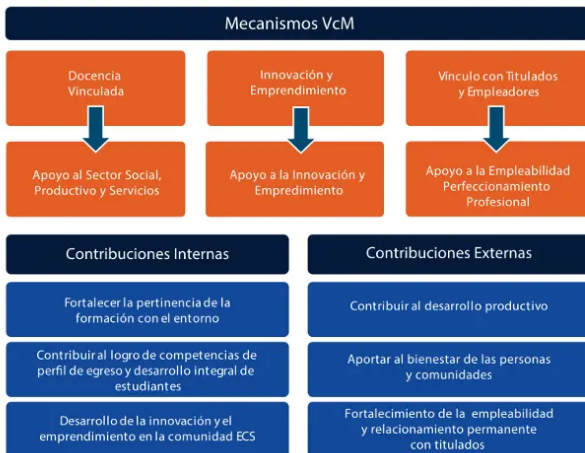 Mecanismos VcM
Docencia
Vinculada
Innovación y
Emprendimiento
Vínculo con Titulados
y Empleadores
Apoyo al Sector Social,
Productivo y Servicios
Apoyo a la Innovación y
Empredimiento
Apoyo a la Empleabilidad
Perfeccionamiento
Profesional
Contribuciones Internas
Fortalecer la pertinencia de la
formación con el entorno
Contribuir al logro de competencias de
perfil de egreso y desarrollo integral de
estudiantes
Desarrollo de la innovación y el
emprendimiento en la comunidad ECS
Contribuciones Externas
Contribuir al desarrollo productivo
Aportar al bienestar de las personas
y comunidades
Fortalecimiento de la empleabilidad
y relacionamiento permanente
con titulados